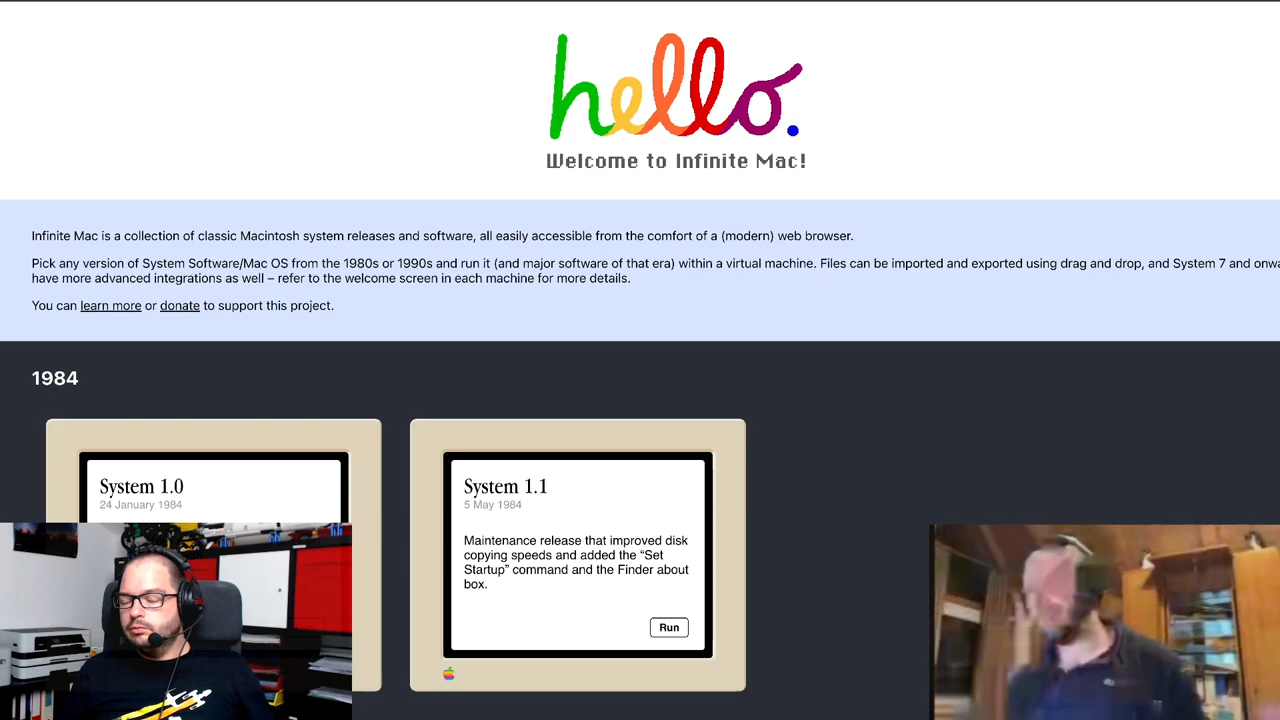 hello.
Welcome to Infinite Mac!
Infinite Mac is a collection of classic Macintosh system releases and software, all easily accessible from the comfort of a (modern) web browser.
Pick any version of System Software/Mac OS from the 1980s or 1990s and run it (and major software of that era) within a virtual machine. Files can be imported and exported using drag and drop, and System 7 and onwa
have more advanced integrations as well – refer to the welcome screen in each machine for more details.
You can learn more or donate to support this project.
1984
System 1.0
24 January 1984
System 1.1
5 May 1984
Maintenance release that improved disk
copying speeds and added the “Set
Startup” command and the Finder about
box.
Run